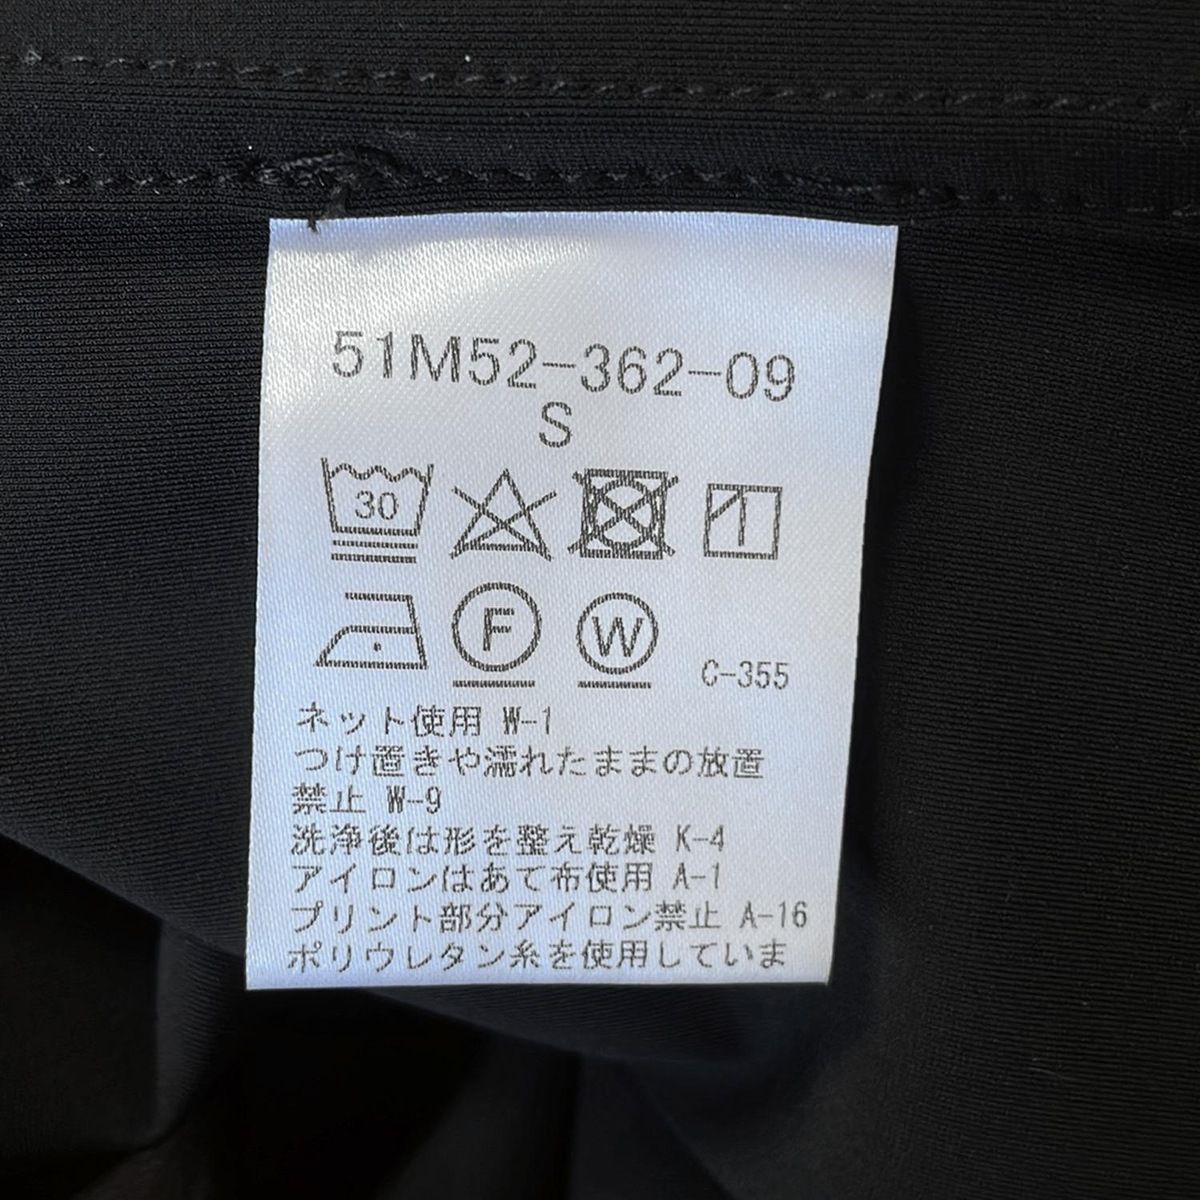 51M52-362-09
S
30
F W C-355
ネット使用 W-1
つけ置きや濡れたままの放置
禁止 W-9
洗浄後は形を整え乾燥 K-4
アイロンはあて布使用 A-1
プリント部分アイロン禁止 A-16
ポリウレタン糸を使用していま